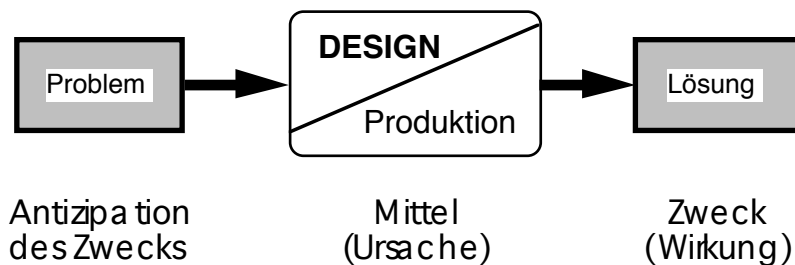 Problem
DESIGN
Produktion
Lösung
Antizipation
des Zwecks
Mittel
(Ursache)
Zweck
(Wirkung)